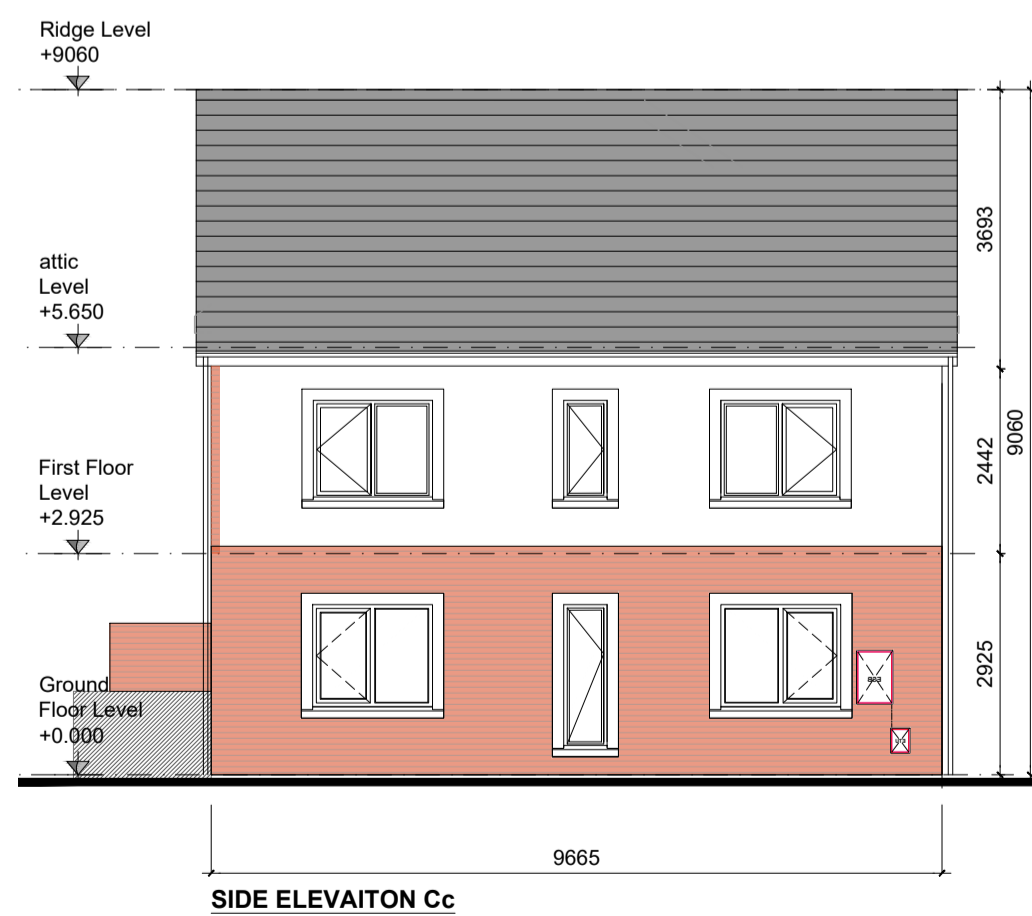 Ridge Level
+9060
attic
Level
+5.650
First Floor
Level
+2.925
Ground
Floor Level
+0.000
3693
2442
9060
2925
9665
SIDE ELEVAITON Cc